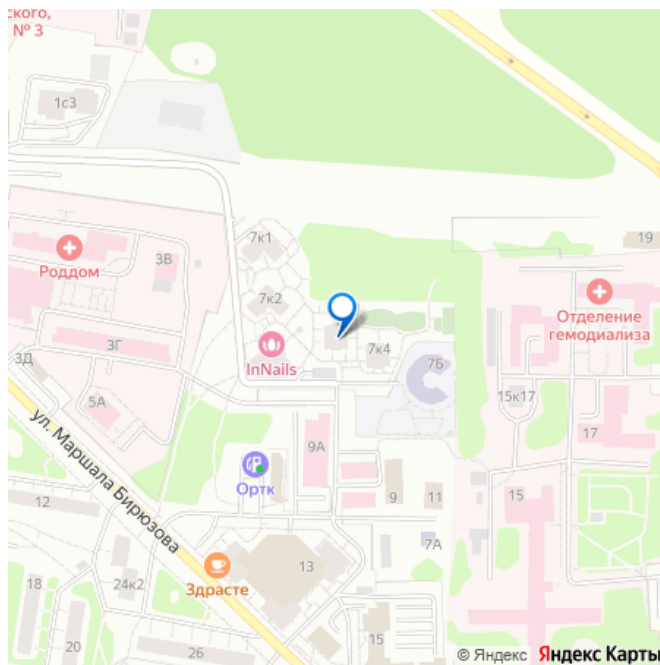 ского,
№ 3
1с3
7к1
19
Роддом
3В
7к2
Отделение
гемодиализа
3Г
InNails
7к4
7Б
3Д
5А
15к17
17
ул. Маршала Бирюзова
9А
Ортк
9
11
15
12
7А
13
Здрасте
18
24к2
20
26
15
© Яндекс Яндекс Карты